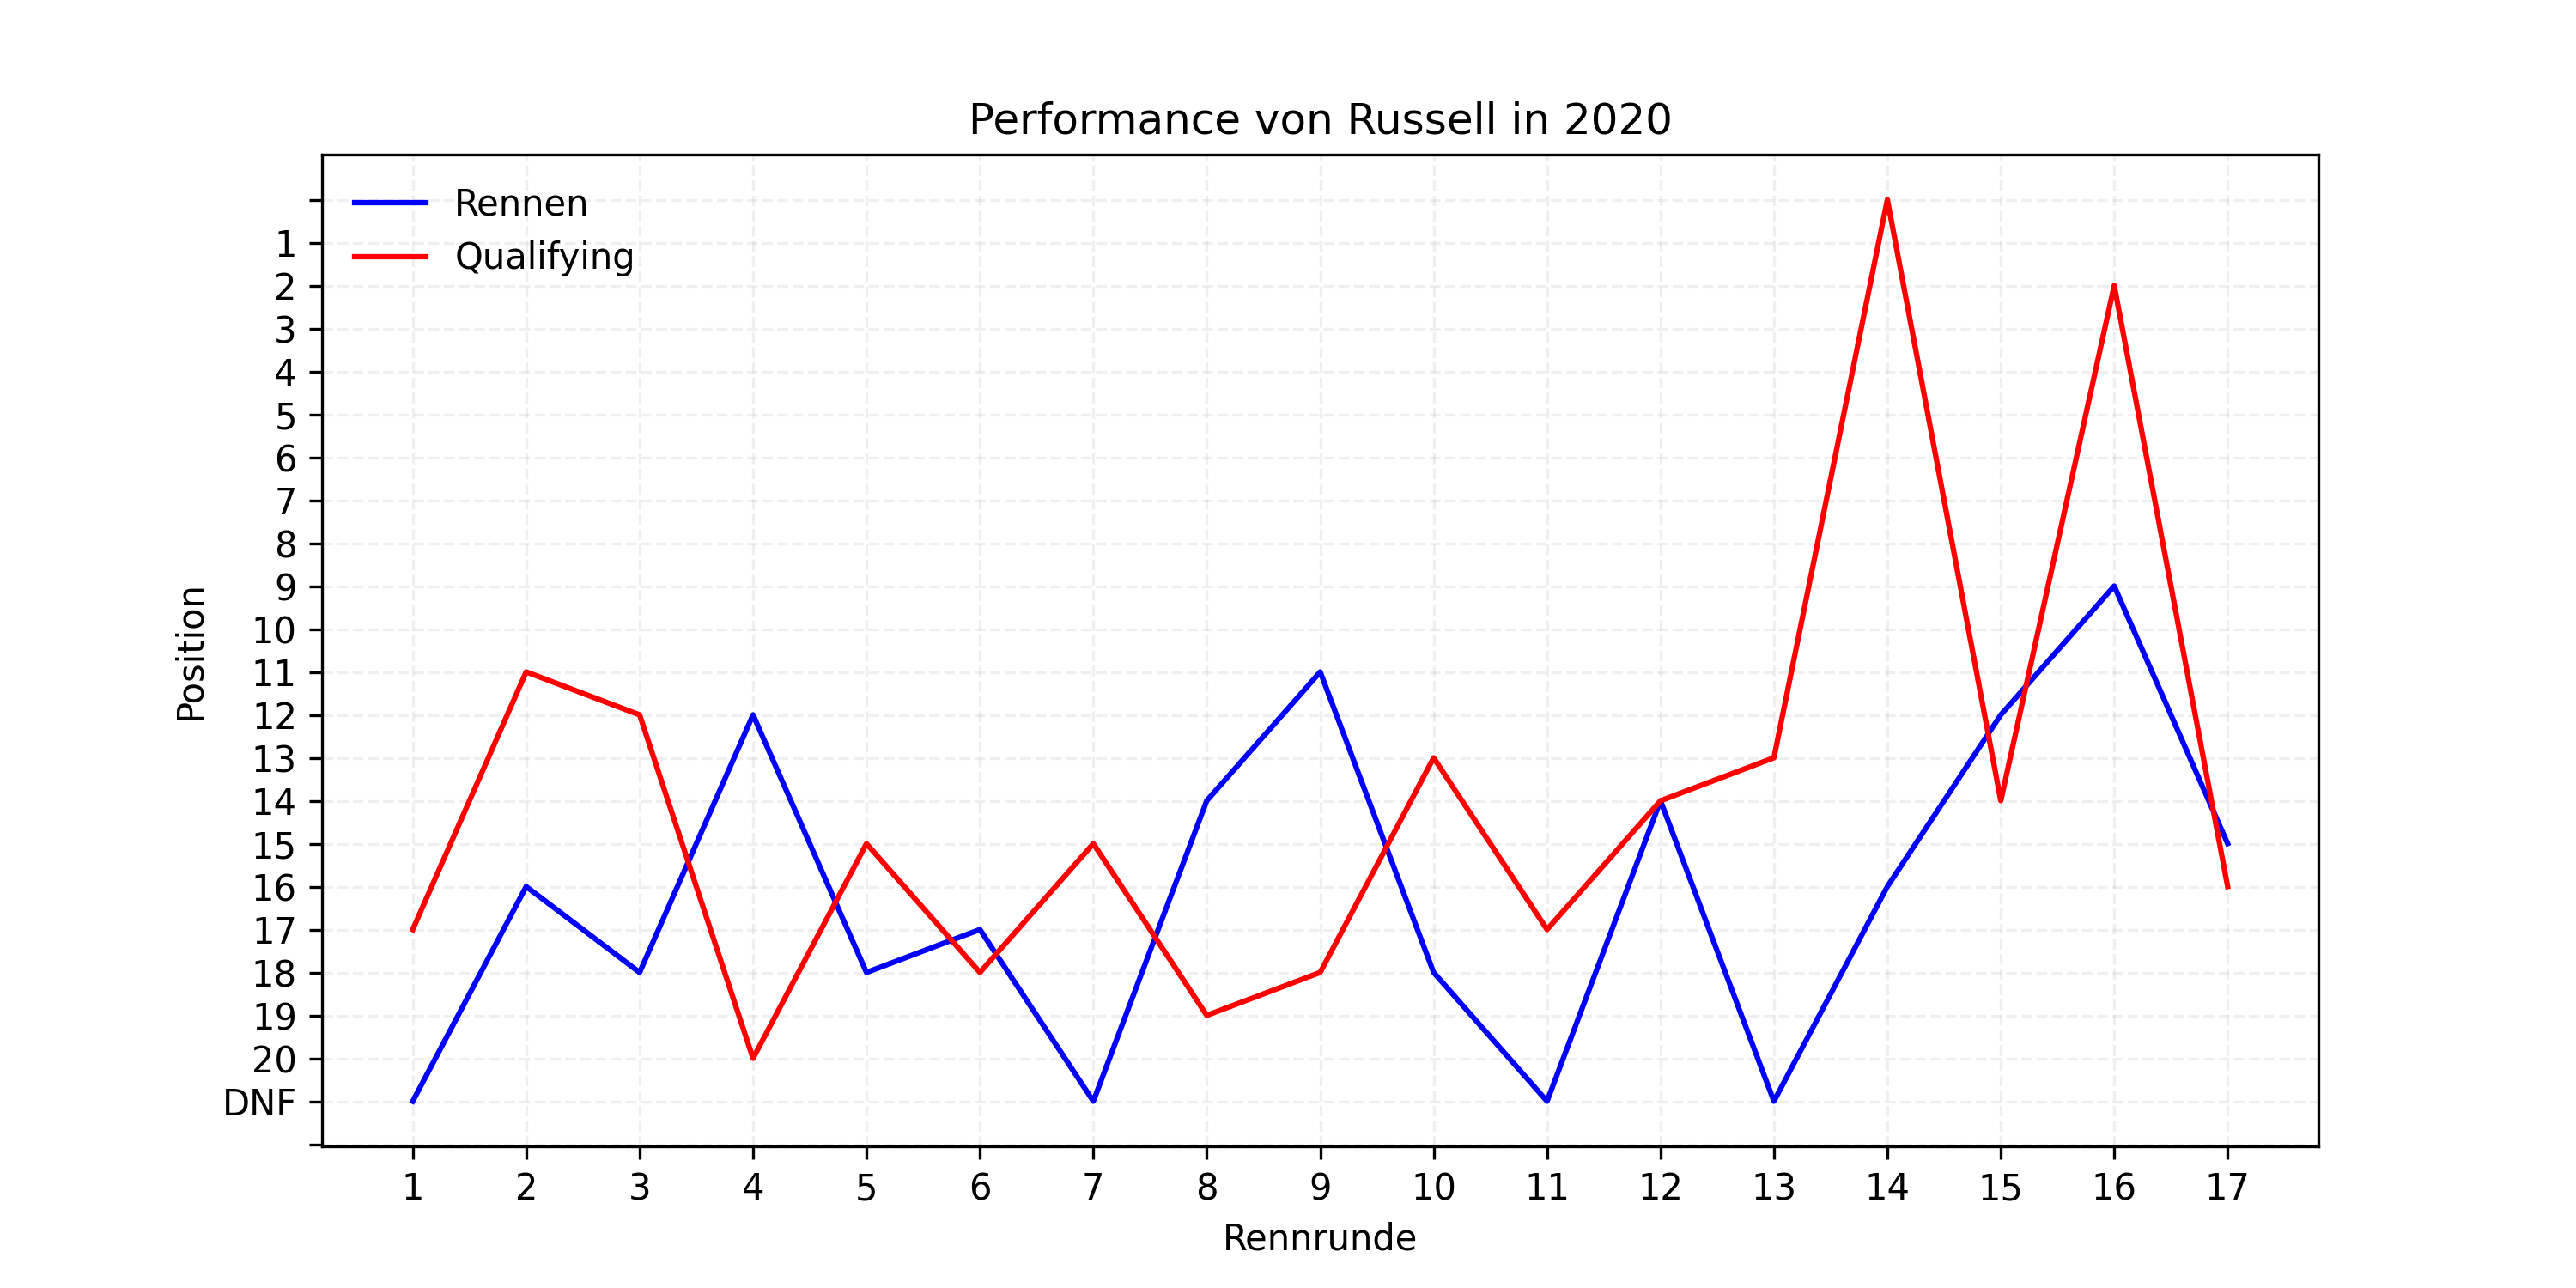 Performance von Russell in 2020
Rennen
Qualifying
Position
1
2
3
4
5
6
7
8
9
10
11
12
13
14
15
16
17
18
19
20
DNF
1 2 3 4 5 6 7 8 9 10 11 12 13 14 15 16 17
Rennrunde